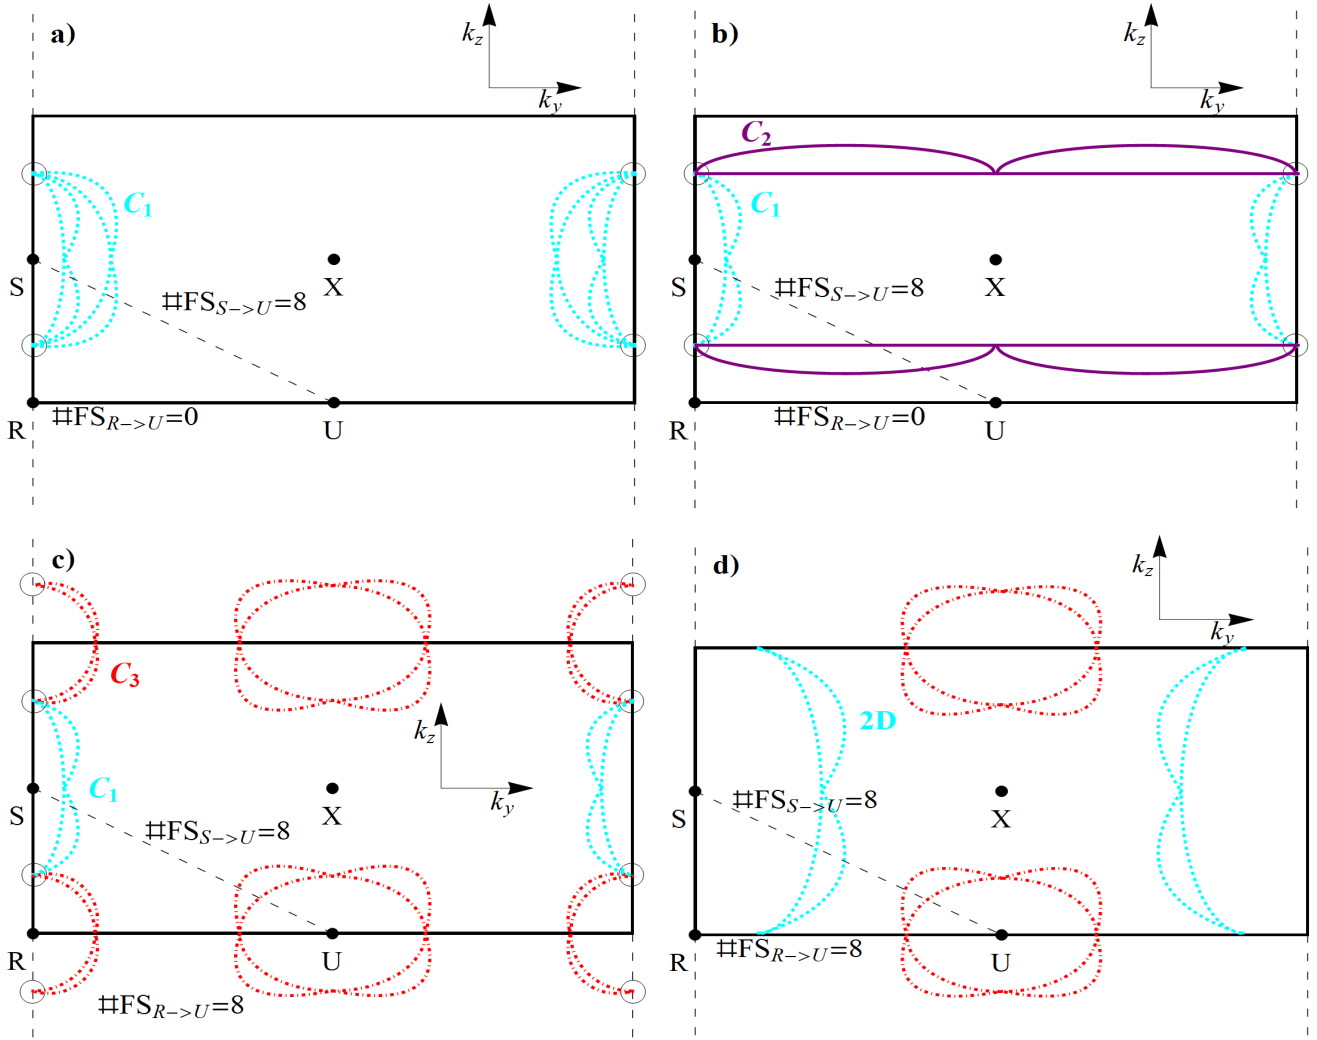 a)
k_z
k_y
C_1
S
X
⌗FS_{S->U}=8
R
⌗FS_{R->U}=0
U
b)
k_z
k_y
C_2
C_1
S
X
⌗FS_{S->U}=8
R
⌗FS_{R->U}=0
U
c)
C_3
k_z
k_y
C_1
S
X
⌗FS_{S->U}=8
R
U
⌗FS_{R->U}=8
d)
k_z
k_y
2D
S
X
⌗FS_{S->U}=8
R
⌗FS_{R->U}=8
U